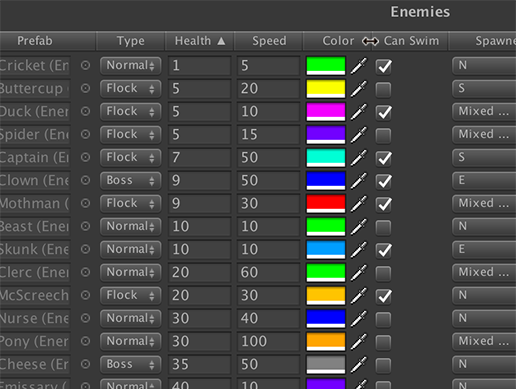 Enemies
Prefab Type Health ▲ Speed Color Can Swim Spawne
Cricket (Ene Normal 1 5 N
Buttercup Flock 5 20 S
Duck (Ener Flock 5 10 Mixed ...
Spider (En Normal 5 15 Mixed ...
Captain (E Flock 7 50 S
Clown (Ene Boss 9 50 E
Mothman ( Flock 9 30 Mixed ...
Beast (Ene Normal 10 10 N
Skunk (Ene Normal 10 10 E
Clerc (Ene Normal 20 60 Mixed ...
McScreech Flock 20 30 N
Nurse (Ene Normal 30 40 N
Pony (Ene Normal 30 100 Mixed ...
Cheese (Er Boss 35 50 N
Emissary ( Normal 40 10 N